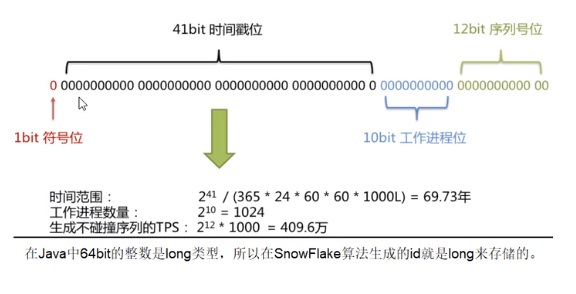 41bit 时间戳位
12bit 序列号位
0 0000000000 0000000000 0000000000 0000000000 0 0000000000 0000000000 00
1bit 符号位
10bit 工作进程位
时间范围： 2^41 / (365 * 24 * 60 * 60 * 1000L) = 69.73年
工作进程数量： 2^10 = 1024
生成不碰撞序列的TPS： 2^12 * 1000 = 409.6万
在Java中64bit的整数是long类型，所以在SnowFlake算法生成的id就是long来存储的。